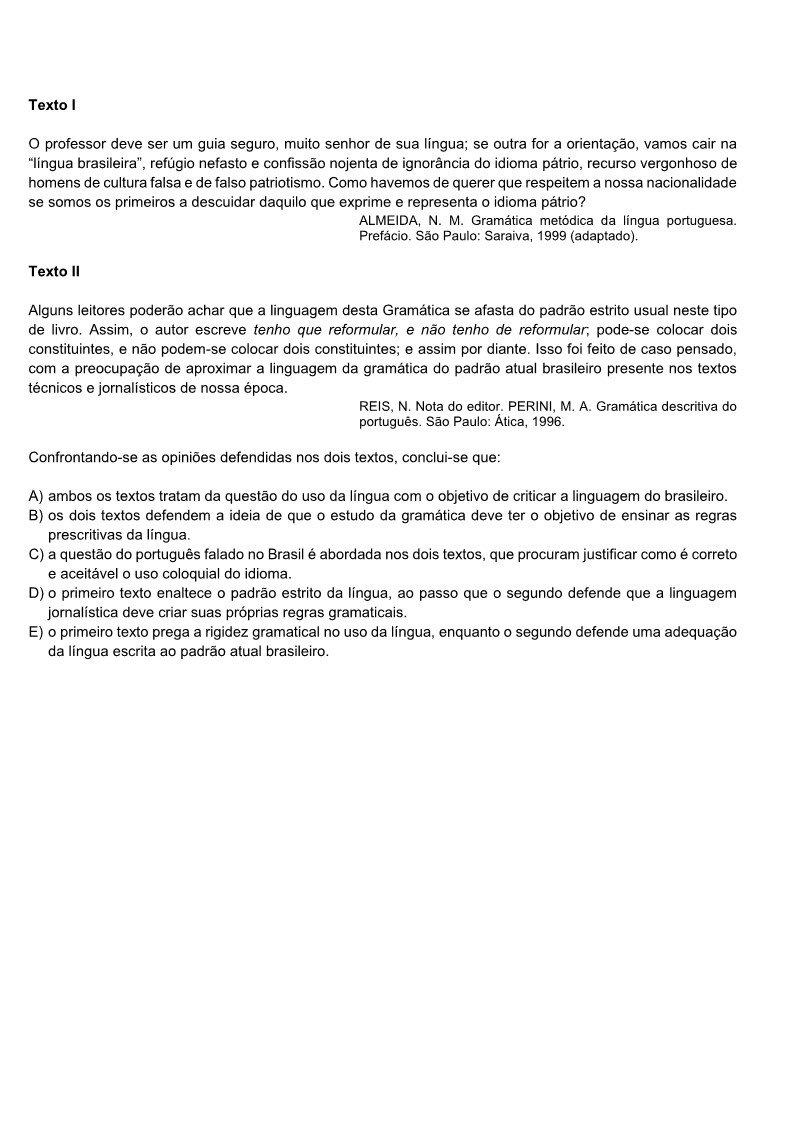 Texto I
O professor deve ser um guia seguro, muito senhor de sua língua; se outra for a orientação, vamos cair na
“língua brasileira”, refúgio nefasto e confissão nojenta de ignorância do idioma pátrio, recurso vergonhoso de
homens de cultura falsa e de falso patriotismo. Como havemos de querer que respeitem a nossa nacionalidade
se somos os primeiros a descuidar daquilo que exprime e representa o idioma pátrio?
ALMEIDA, N. M. Gramática metódica da língua portuguesa.
Prefácio. São Paulo: Saraiva, 1999 (adaptado).
Texto II
Alguns leitores poderão achar que a linguagem desta Gramática se afasta do padrão estrito usual neste tipo
de livro. Assim, o autor escreve tenho que reformular, e não tenho de reformular; pode-se colocar dois
constituintes, e não podem-se colocar dois constituintes; e assim por diante. Isso foi feito de caso pensado,
com a preocupação de aproximar a linguagem da gramática do padrão atual brasileiro presente nos textos
técnicos e jornalísticos de nossa época.
REIS, N. Nota do editor. PERINI, M. A. Gramática descritiva do
português. São Paulo: Ática, 1996.
Confrontando-se as opiniões defendidas nos dois textos, conclui-se que:
A) ambos os textos tratam da questão do uso da língua com o objetivo de criticar a linguagem do brasileiro.
B) os dois textos defendem a ideia de que o estudo da gramática deve ter o objetivo de ensinar as regras
prescritivas da língua.
C) a questão do português falado no Brasil é abordada nos dois textos, que procuram justificar como é correto
e aceitável o uso coloquial do idioma.
D) o primeiro texto enaltece o padrão estrito da língua, ao passo que o segundo defende que a linguagem
jornalística deve criar suas próprias regras gramaticais.
E) o primeiro texto prega a rigidez gramatical no uso da língua, enquanto o segundo defende uma adequação
da língua escrita ao padrão atual brasileiro.